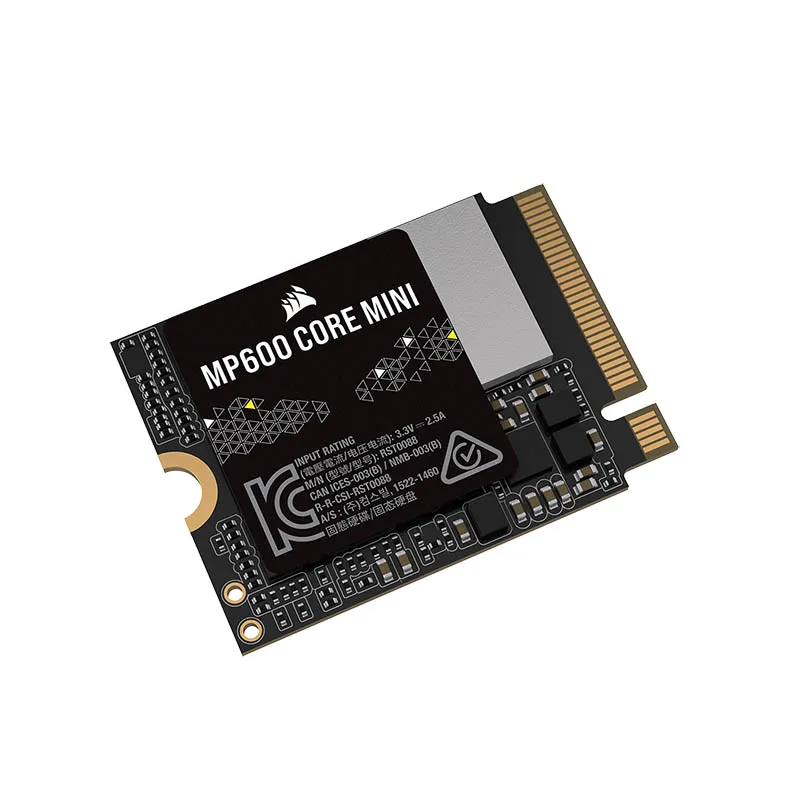 MP600 CORE MINI
INPUT RATING
(電壓電流/电压电流): 3.3V⎓2.5A
M/N (型號/型号): RST0088
CAN ICES-003(B) / NMB-003(B)
R-R-CSI-RST0088
A/S : (주)컴스빌, 1522-1460
固態硬碟/固态硬盘